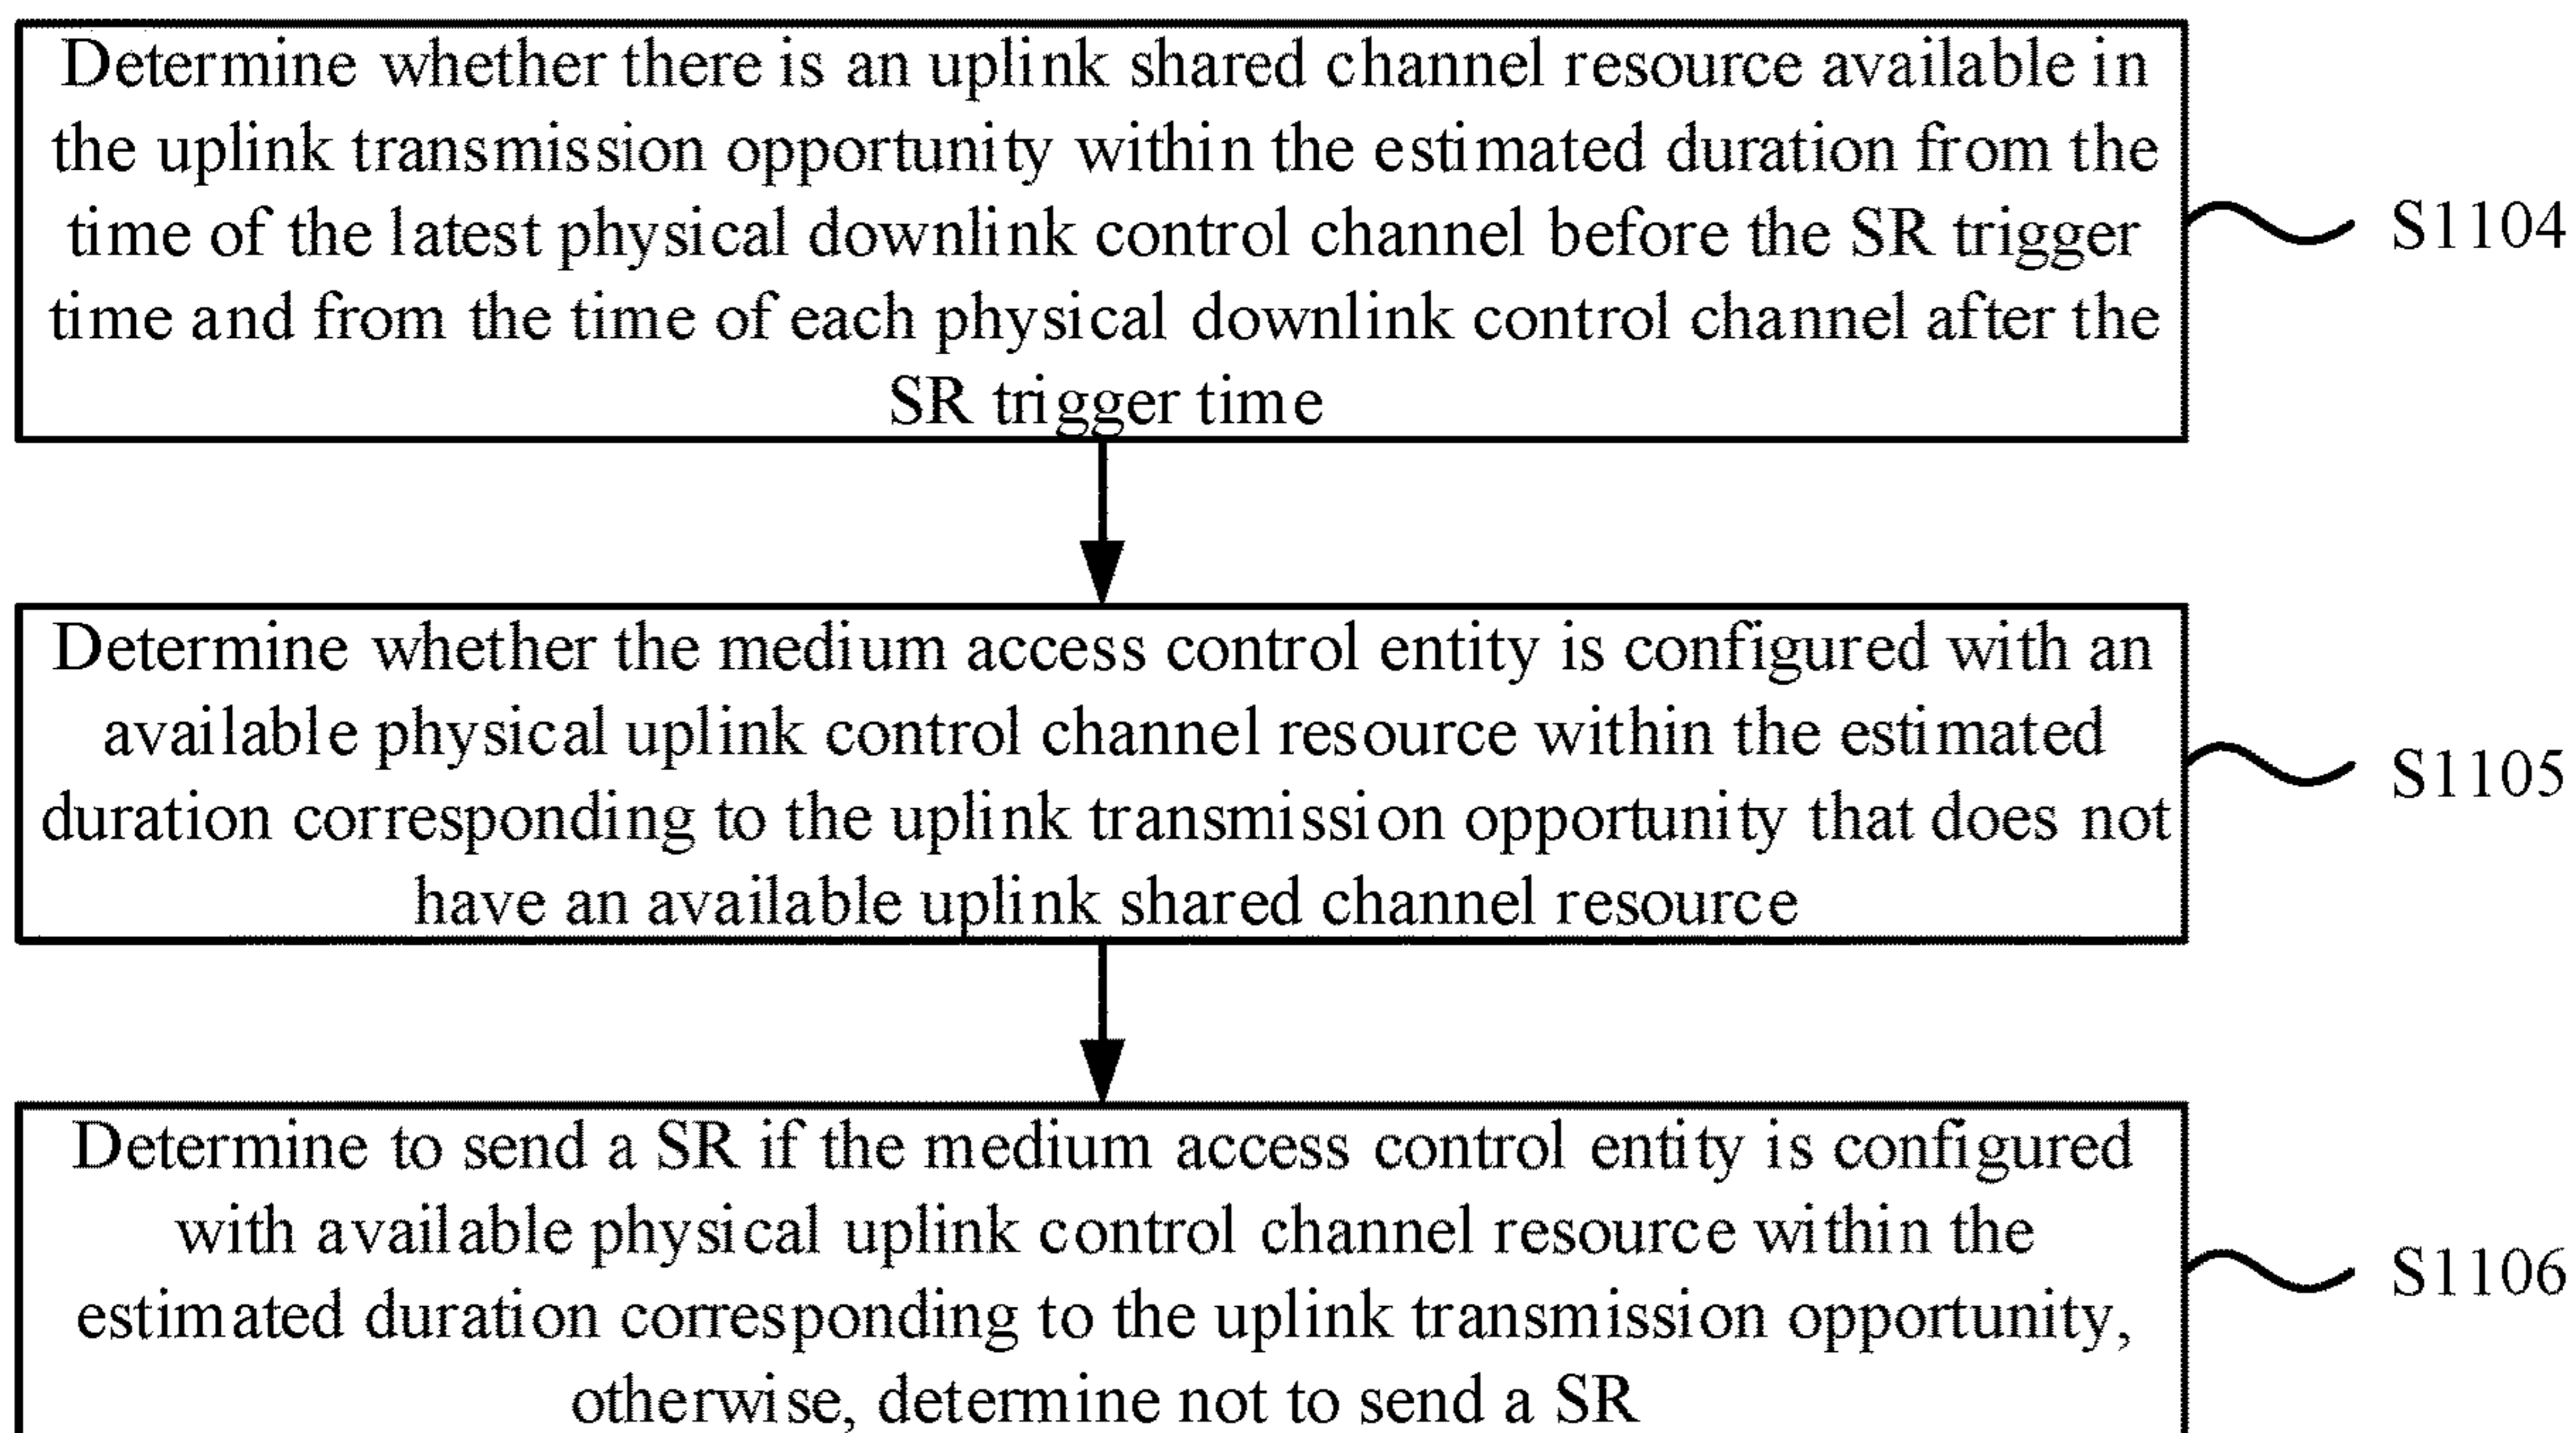 Determine whether there is an uplink shared channel resource available in
the uplink transmission opportunity within the estimated duration from the
time of the latest physical downlink control channel before the SR trigger
time and from the time of each physical downlink control channel after the
SR trigger time
S1104
Determine whether the medium access control entity is configured with an
available physical uplink control channel resource within the estimated
duration corresponding to the uplink transmission opportunity that does not
have an available uplink shared channel resource
S1105
Determine to send a SR if the medium access control entity is configured
with available physical uplink control channel resource within the
estimated duration corresponding to the uplink transmission opportunity,
otherwise, determine not to send a SR
S1106